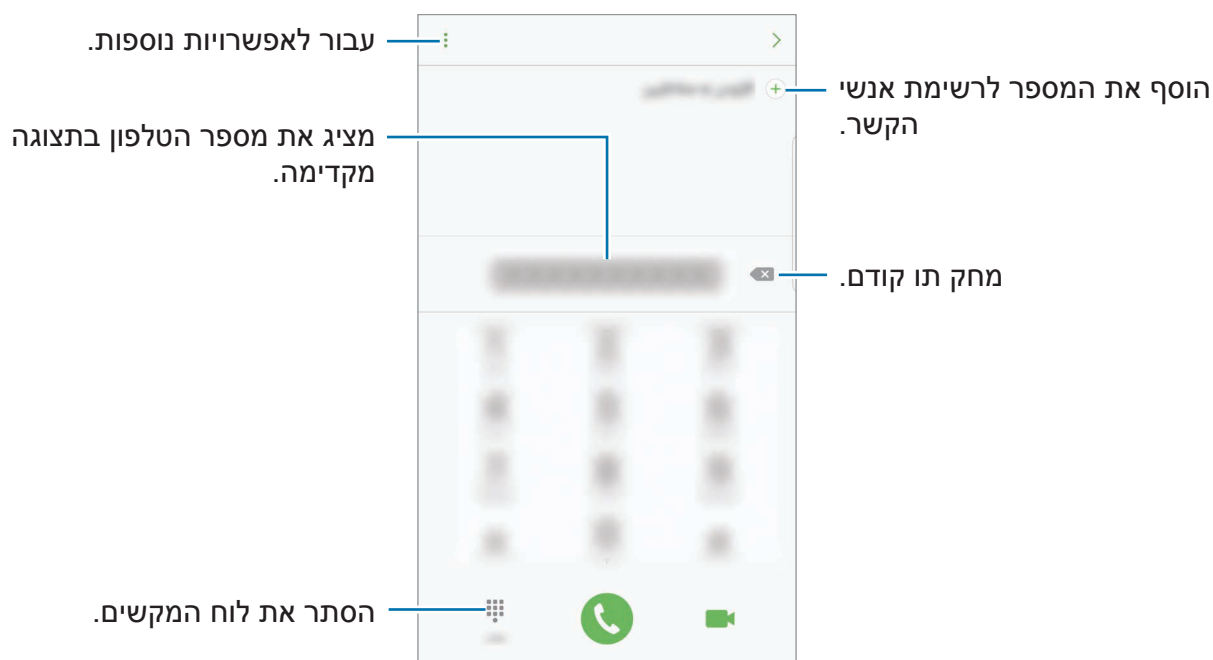 עבור לאפשרויות נוספות.
הוסף את המספר לרשימת אנשי
הקשר.
מציג את מספר הטלפון בתצוגה
מקדימה.
מחק תו קודם.
הסתר את לוח המקשים.